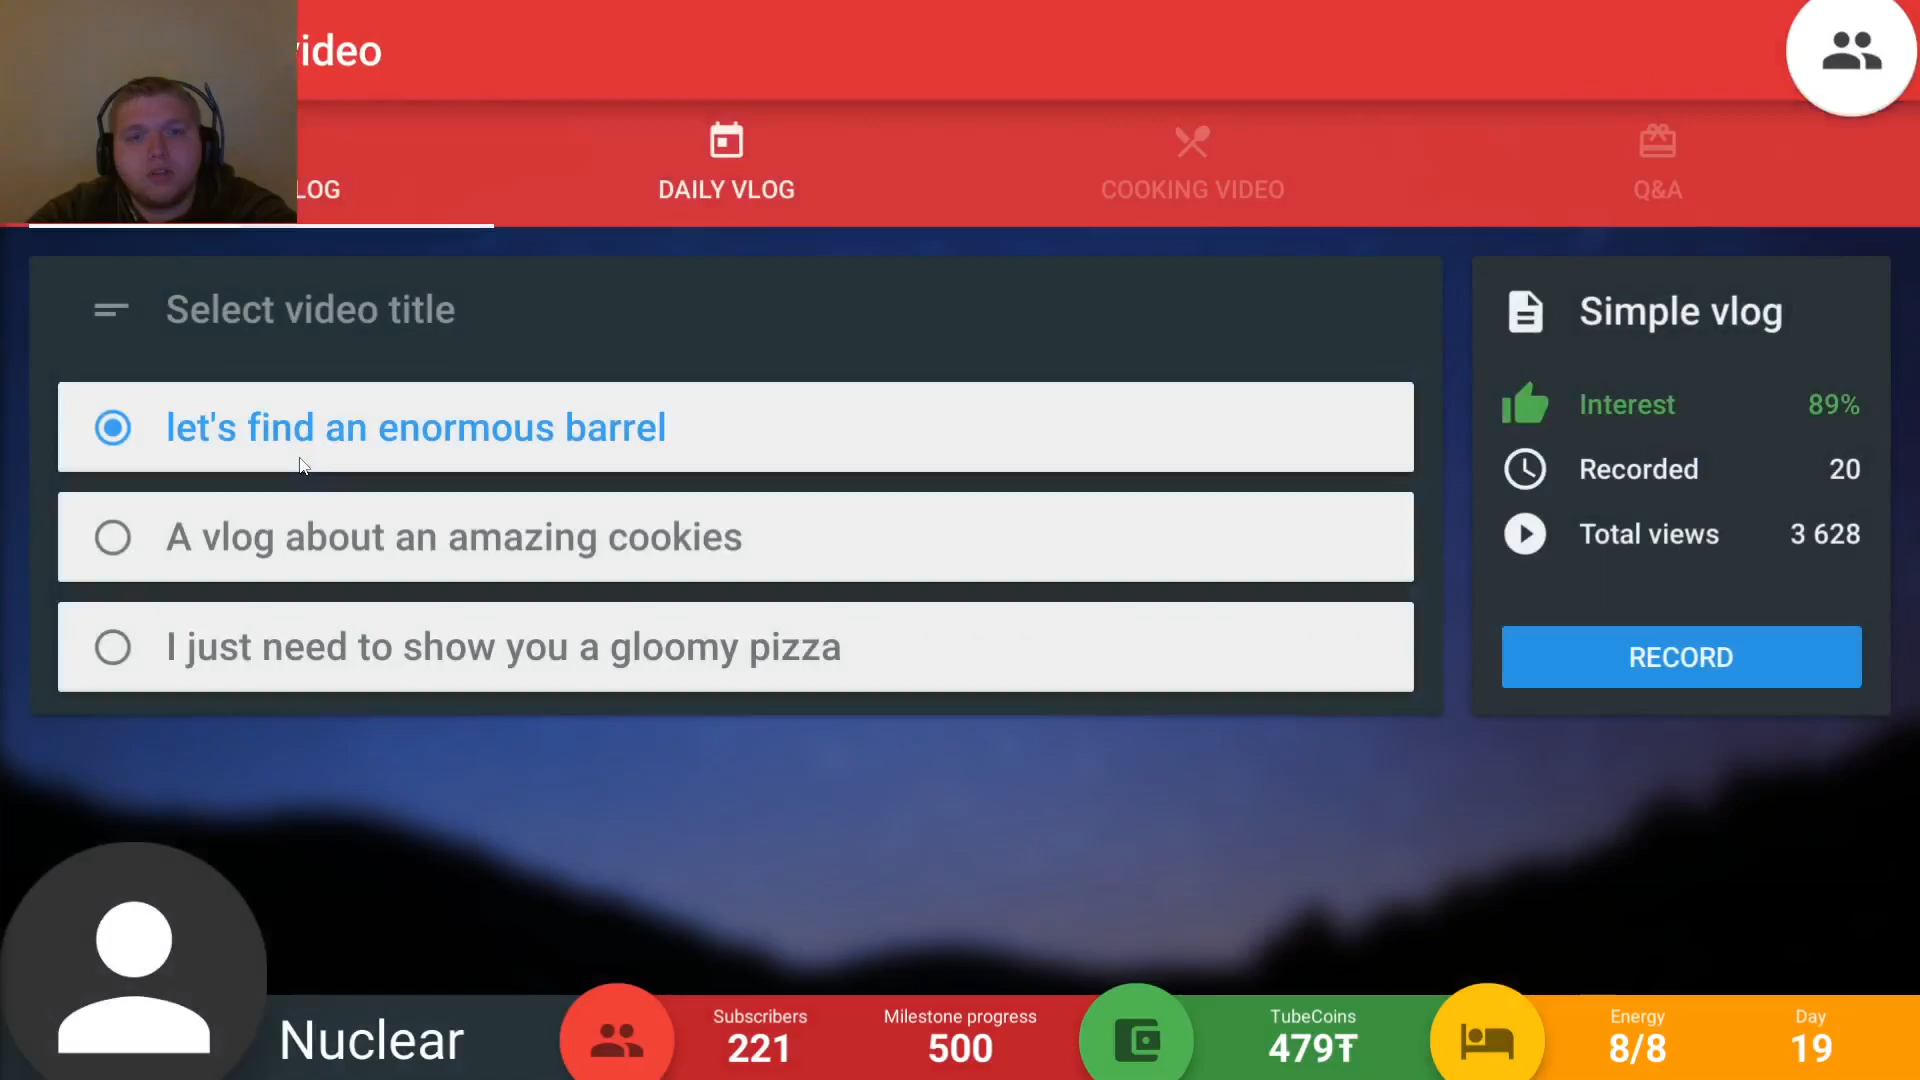 video
LOG
DAILY VLOG
COOKING VIDEO
Q&A
Select video title
let's find an enormous barrel
A vlog about an amazing cookies
I just need to show you a gloomy pizza
Simple vlog
Interest 89%
Recorded 20
Total views 3 628
RECORD
Nuclear
Subscribers
221
Milestone progress
500
TubeCoins
479Ŧ
Energy
8/8
Day
19